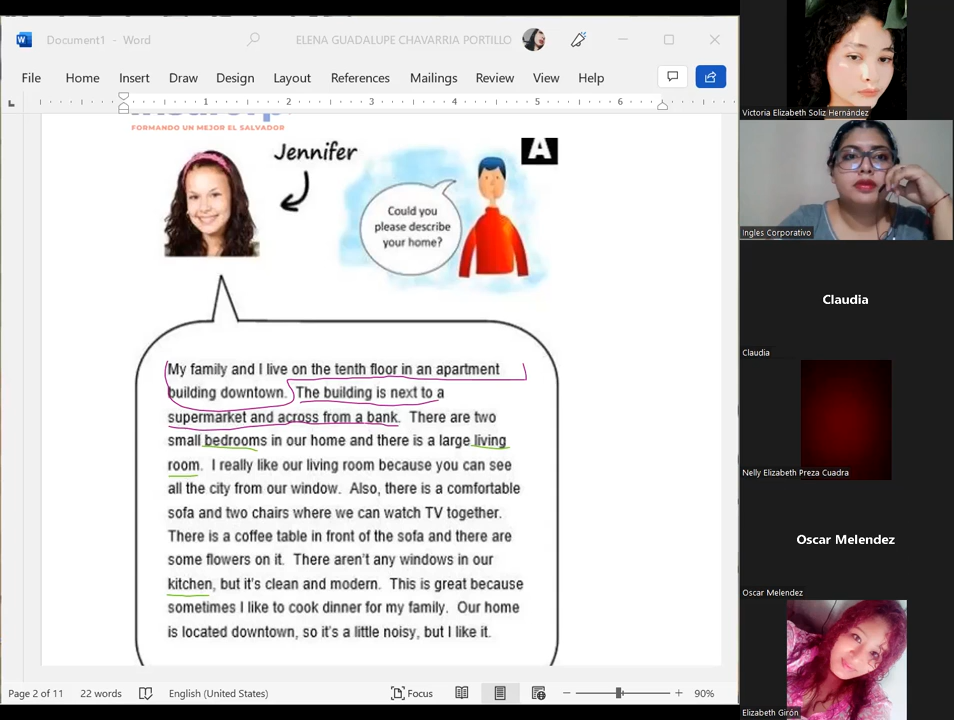 Document1 - Word
ELENA GUADALUPE CHAVARRIA PORTILLO
File Home Insert Draw Design Layout References Mailings Review View Help
1 2 3 4 5 6
FORMANDO UN MEJOR EL SALVADOR
Jennifer
A
Could you
please describe
your home?
My family and I live on the tenth floor in an apartment
building downtown. The building is next to a
supermarket and across from a bank. There are two
small bedrooms in our home and there is a large living
room. I really like our living room because you can see
all the city from our window. Also, there is a comfortable
sofa and two chairs where we can watch TV together.
There is a coffee table in front of the sofa and there are
some flowers on it. There aren't any windows in our
kitchen, but it's clean and modern. This is great because
sometimes I like to cook dinner for my family. Our home
is located downtown, so it's a little noisy, but I like it.
Page 2 of 11 22 words English (United States) Focus 90%
Victoria Elizabeth Soliz Hernández
Ingles Corporativo
Claudia
Claudia
Nelly Elizabeth Preza Cuadra
Oscar Melendez
Oscar Melendez
Elizabeth Girón